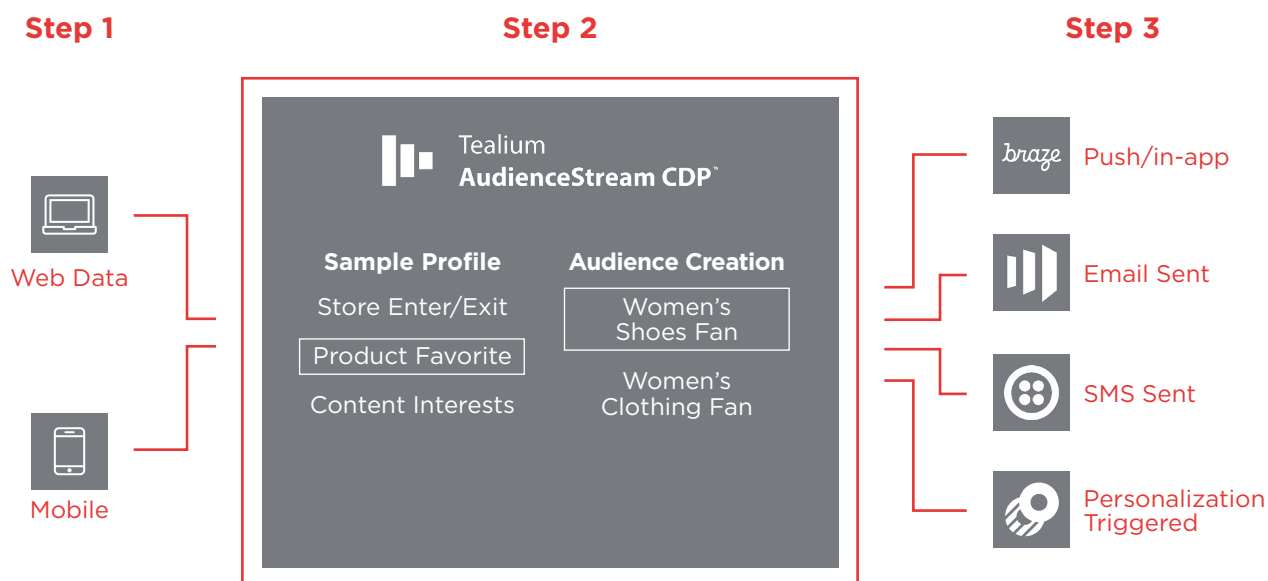 Step 1
Step 2
Step 3
Web Data
Mobile
Tealium
AudienceStream CDP™
Sample Profile
Store Enter/Exit
Product Favorite
Content Interests
Audience Creation
Women’s
Shoes Fan
Women’s
Clothing Fan
braze
Push/in-app
Email Sent
SMS Sent
Personalization
Triggered